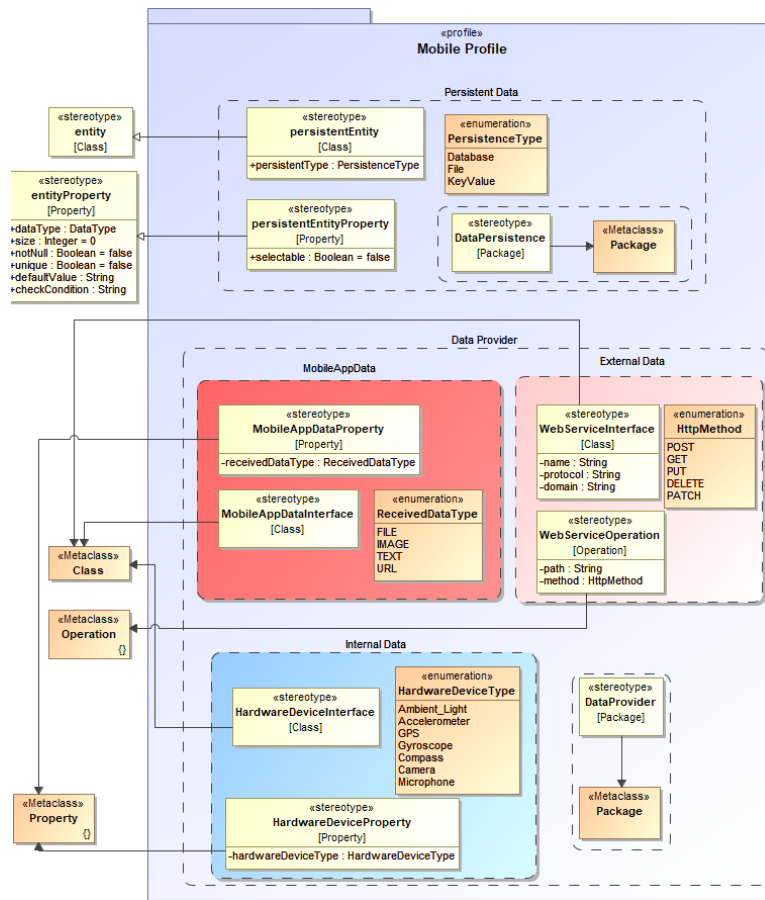 «profile»
Mobile Profile
Persistent Data
«stereotype»
entity
[Class]
«stereotype»
persistentEntity
[Class]
+persistentType : PersistenceType
«enumeration»
PersistenceType
Database
File
KeyValue
«stereotype»
entityProperty
[Property]
+dataType : DataType
+size : Integer = 0
+notNull : Boolean = false
+unique : Boolean = false
+defaultValue : String
+checkCondition : String
«stereotype»
persistentEntityProperty
[Property]
+selectable : Boolean = false
«stereotype»
DataPersistence
[Package]
«Metaclass»
Package
Data Provider
MobileAppData
«stereotype»
MobileAppDataProperty
[Property]
-receivedDataType : ReceivedDataType
«stereotype»
MobileAppDataInterface
[Class]
«enumeration»
ReceivedDataType
FILE
IMAGE
TEXT
URL
External Data
«stereotype»
WebServiceInterface
[Class]
-name : String
-protocol : String
-domain : String
«enumeration»
HttpMethod
POST
GET
PUT
DELETE
PATCH
«stereotype»
WebServiceOperation
[Operation]
-path : String
-method : HttpMethod
«Metaclass»
Class
«Metaclass»
Operation
{}
Internal Data
«stereotype»
HardwareDeviceInterface
[Class]
«enumeration»
HardwareDeviceType
Ambient_Light
Accelerometer
GPS
Gyroscope
Compass
Camera
Microphone
«stereotype»
DataProvider
[Package]
«Metaclass»
Package
«Metaclass»
Property
{}
«stereotype»
HardwareDeviceProperty
[Property]
-hardwareDeviceType : HardwareDeviceType